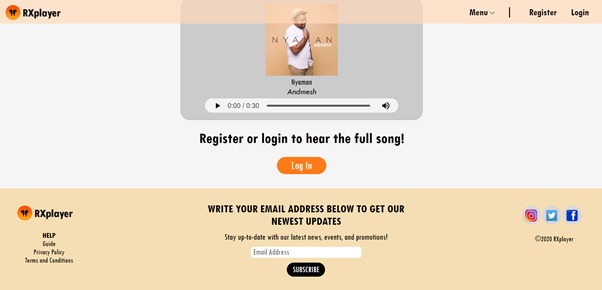 RXplayer
Menu
Register
Login
NYAMAN
ANDMESH
Nyaman
Andmesh
0:00 / 0:30
Register or login to hear the full song!
Log In
RXplayer
HELP
Guide
Privacy Policy
Terms and Conditions
WRITE YOUR EMAIL ADDRESS BELOW TO GET OUR
NEWEST UPDATES
Stay up-to-date with our latest news, events, and promotions!
Email Address
SUBSCRIBE
©2020 RXplayer